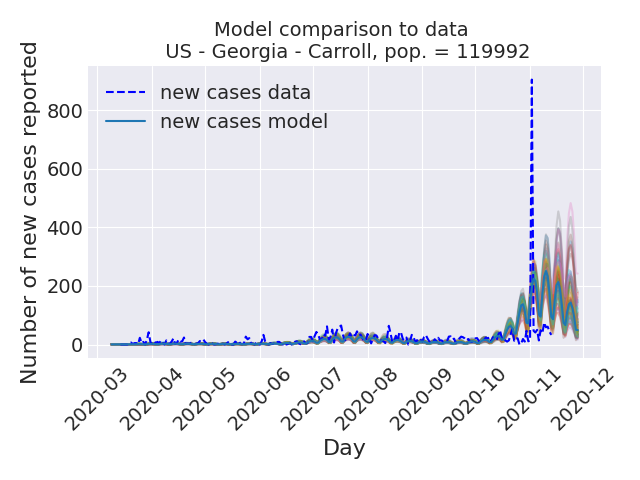 Model comparison to data
US - Georgia - Carroll, pop. = 119992
Number of new cases reported
800
600
400
200
0
new cases data
new cases model
2020-03
2020-04
2020-05
2020-06
2020-07
2020-08
2020-09
2020-10
2020-11
2020-12
Day